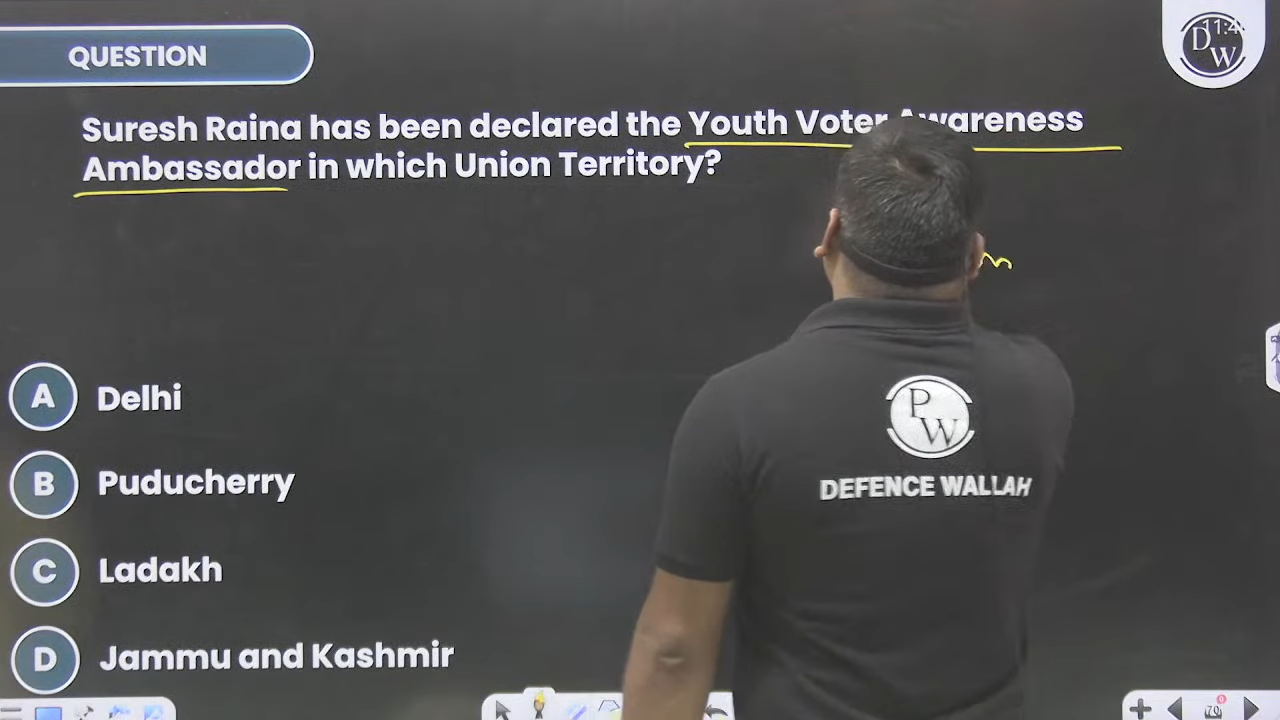 QUESTION
Suresh Raina has been declared the Youth Voter Awareness
Ambassador in which Union Territory?
A Delhi
B Puducherry
C Ladakh
D Jammu and Kashmir
P
W
DEFENCE WALLAH
D
W